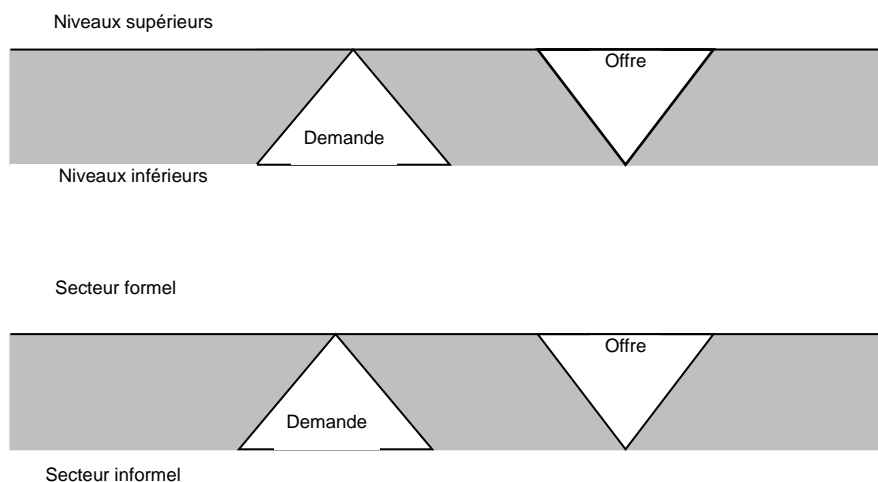 Niveaux supérieurs
Offre
Demande
Niveaux inférieurs
Secteur formel
Offre
Demande
Secteur informel